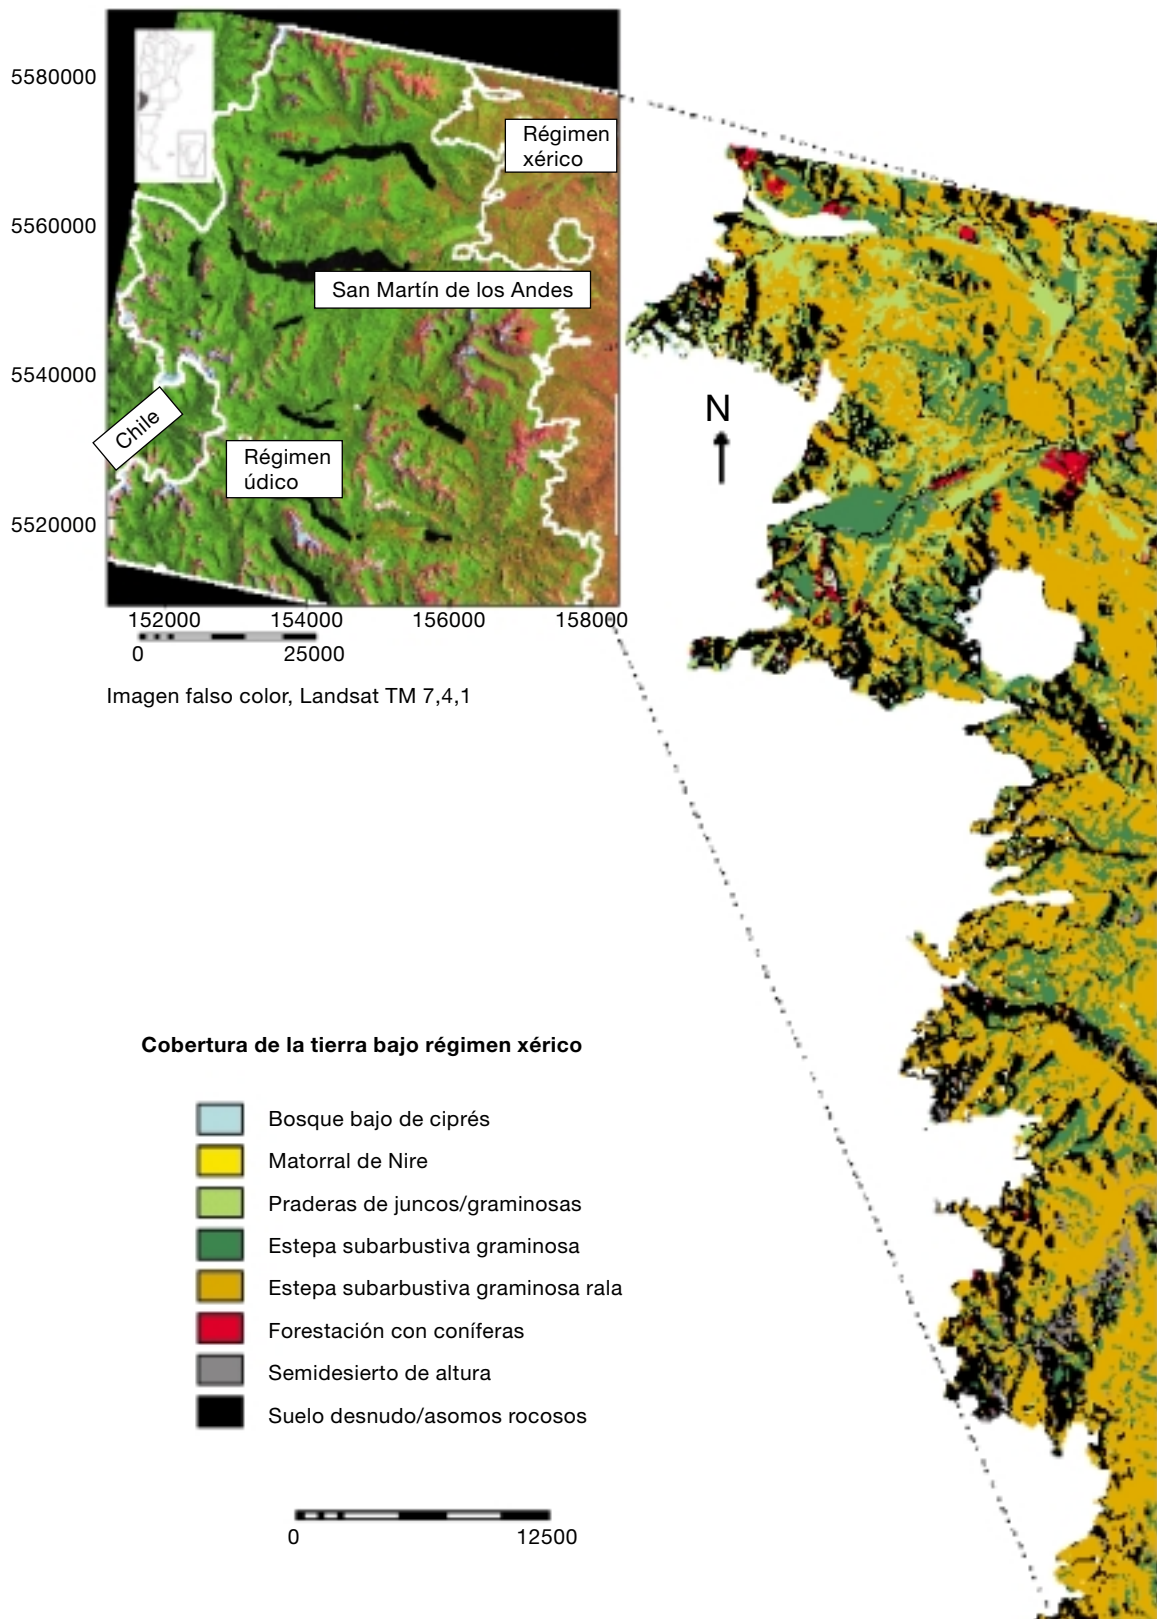 5580000
5560000
5540000
5520000
Régimen
xérico
San Martín de los Andes
Chile
Régimen
údico
N
152000 154000 156000 158000
0 25000
Imagen falso color, Landsat TM 7,4,1
Cobertura de la tierra bajo régimen xérico
Bosque bajo de ciprés
Matorral de Nire
Praderas de juncos/graminosas
Estepa subarbustiva graminosa
Estepa subarbustiva graminosa rala
Forestación con coníferas
Semidesierto de altura
Suelo desnudo/asomos rocosos
0 12500